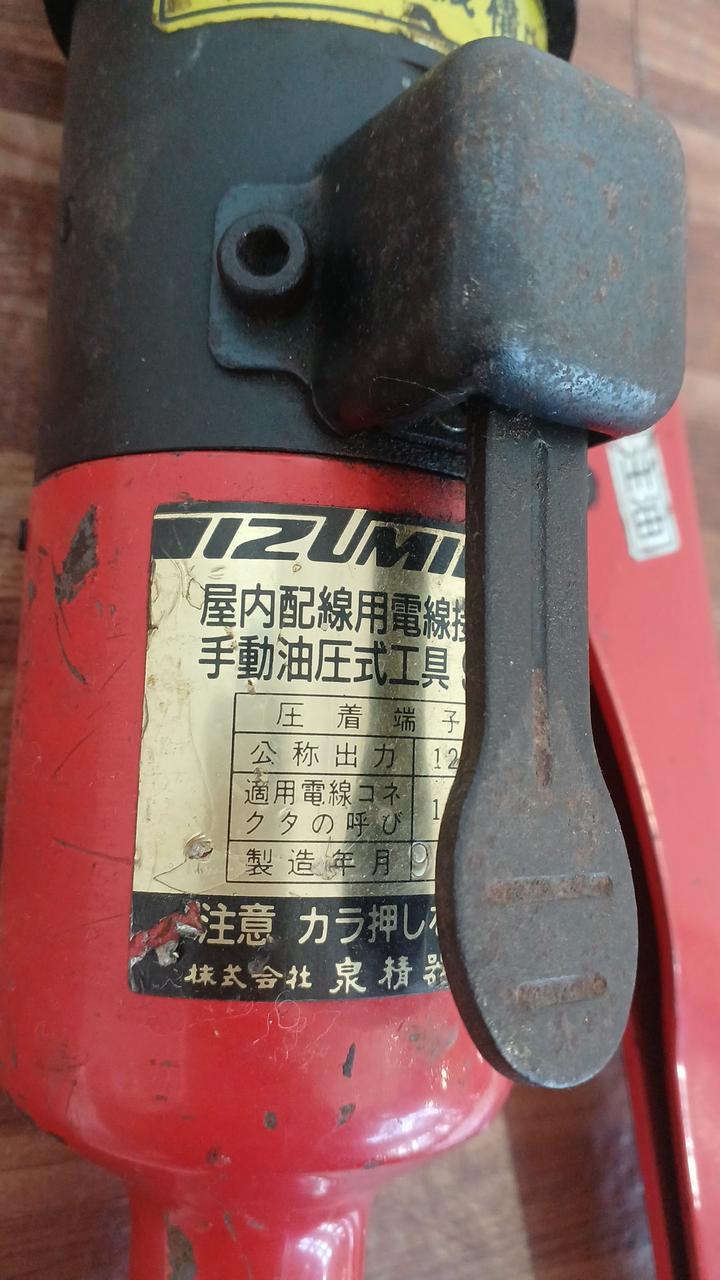 IZUMI
屋内配線用電線接
手動油圧式工具
圧着端子
公称出力 12
適用電線コネ
クタの呼び 1
製造年月 9
注意 カラ押し
株式会社 泉精器
注油